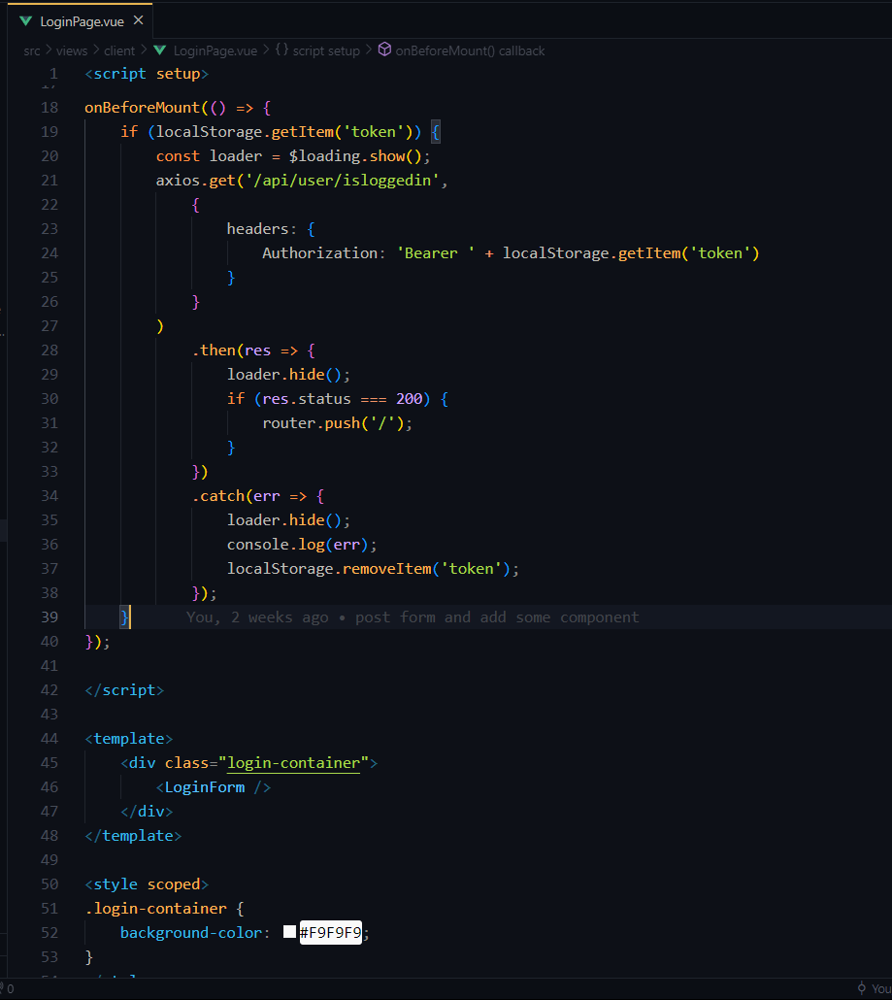 LoginPage.vue
src > views > client > LoginPage.vue > {} script setup > onBeforeMount() callback
1 <script setup>
18 onBeforeMount(() => {
19 if (localStorage.getItem('token')) {
20 const loader = $loading.show();
21 axios.get('/api/user/isloggedin',
22 {
23 headers: {
24 Authorization: 'Bearer ' + localStorage.getItem('token')
25 }
26 }
27 )
28 .then(res => {
29 loader.hide();
30 if (res.status === 200) {
31 router.push('/');
32 }
33 })
34 .catch(err => {
35 loader.hide();
36 console.log(err);
37 localStorage.removeItem('token');
38 });
39 } You, 2 weeks ago • post form and add some component
40 });
41
42 </script>
43
44 <template>
45 <div class="login-container">
46 <LoginForm />
47 </div>
48 </template>
49
50 <style scoped>
51 .login-container {
52 background-color: #F9F9F9;
53 }
0 You